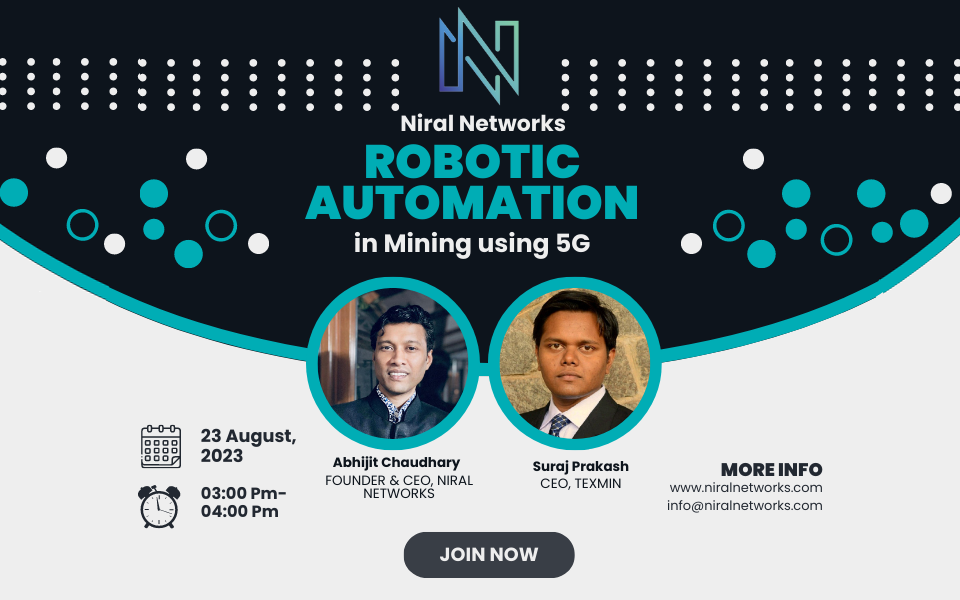 Niral Networks
ROBOTIC
AUTOMATION
in Mining using 5G
23 August,
2023
03:00 Pm-
04:00 Pm
Abhijit Chaudhary
FOUNDER & CEO, NIRAL
NETWORKS
Suraj Prakash
CEO, TEXMIN
MORE INFO
www.niralnetworks.com
info@niralnetworks.com
JOIN NOW